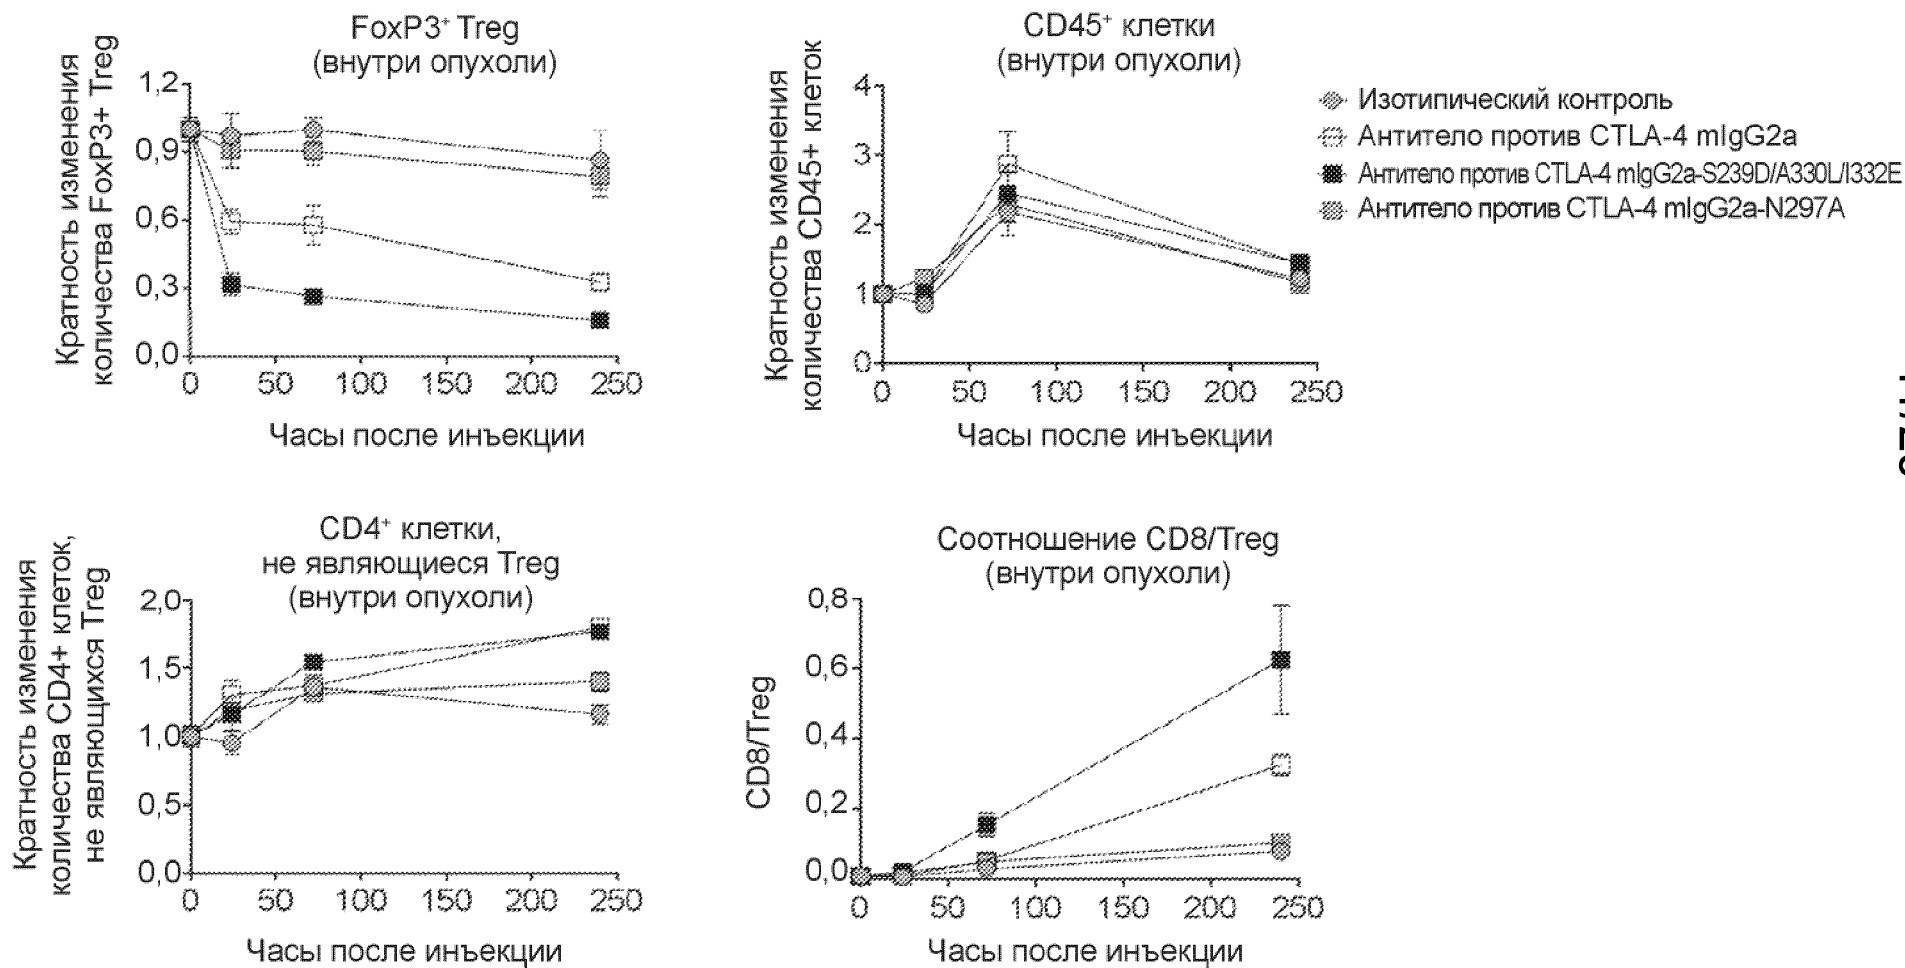 FoxP3⁺ Treg
(внутри опухоли)
Кратность изменения
количества FoxP3+ Treg
1,2
0,9
0,6
0,3
0,0
0 50 100 150 200 250
Часы после инъекции
CD45⁺ клетки
(внутри опухоли)
Кратность изменения
количества CD45+ клеток
4
3
2
1
0
0 50 100 150 200 250
Часы после инъекции
Изотипический контроль
Антитело против CTLA-4 mIgG2a
Антитело против CTLA-4 mIgG2a-S239D/A330L/I332E
Антитело против CTLA-4 mIgG2a-N297A
CD4⁺ клетки,
не являющиеся Treg
(внутри опухоли)
Кратность изменения
количества CD4+ клеток,
не являющихся Treg
2,0
1,5
1,0
0,5
0,0
0 50 100 150 200 250
Часы после инъекции
Соотношение CD8/Treg
(внутри опухоли)
CD8/Treg
0,8
0,6
0,4
0,2
0,0
0 50 100 150 200 250
Часы после инъекции